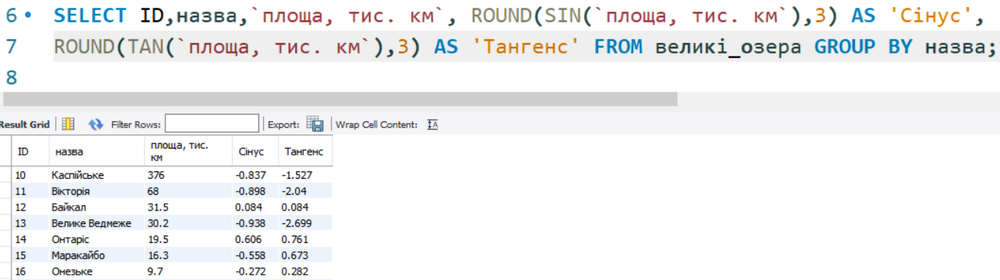 6 SELECT ID,назва,`площа, тис. км`, ROUND(SIN(`площа, тис. км`),3) AS 'Сінус',
7 ROUND(TAN(`площа, тис. км`),3) AS 'Тангенс' FROM великі_озера GROUP BY назва;
8
Result Grid Filter Rows: Export: Wrap Cell Content:
ID назва площа, тис. км Сінус Тангенс
10 Каспійське 376 -0.837 -1.527
11 Вікторія 68 -0.898 -2.04
12 Байкал 31.5 0.084 0.084
13 Велике Ведмеже 30.2 -0.938 -2.699
14 Онтаріс 19.5 0.606 0.761
15 Маракайбо 16.3 -0.558 0.673
16 Онезьке 9.7 -0.272 0.282